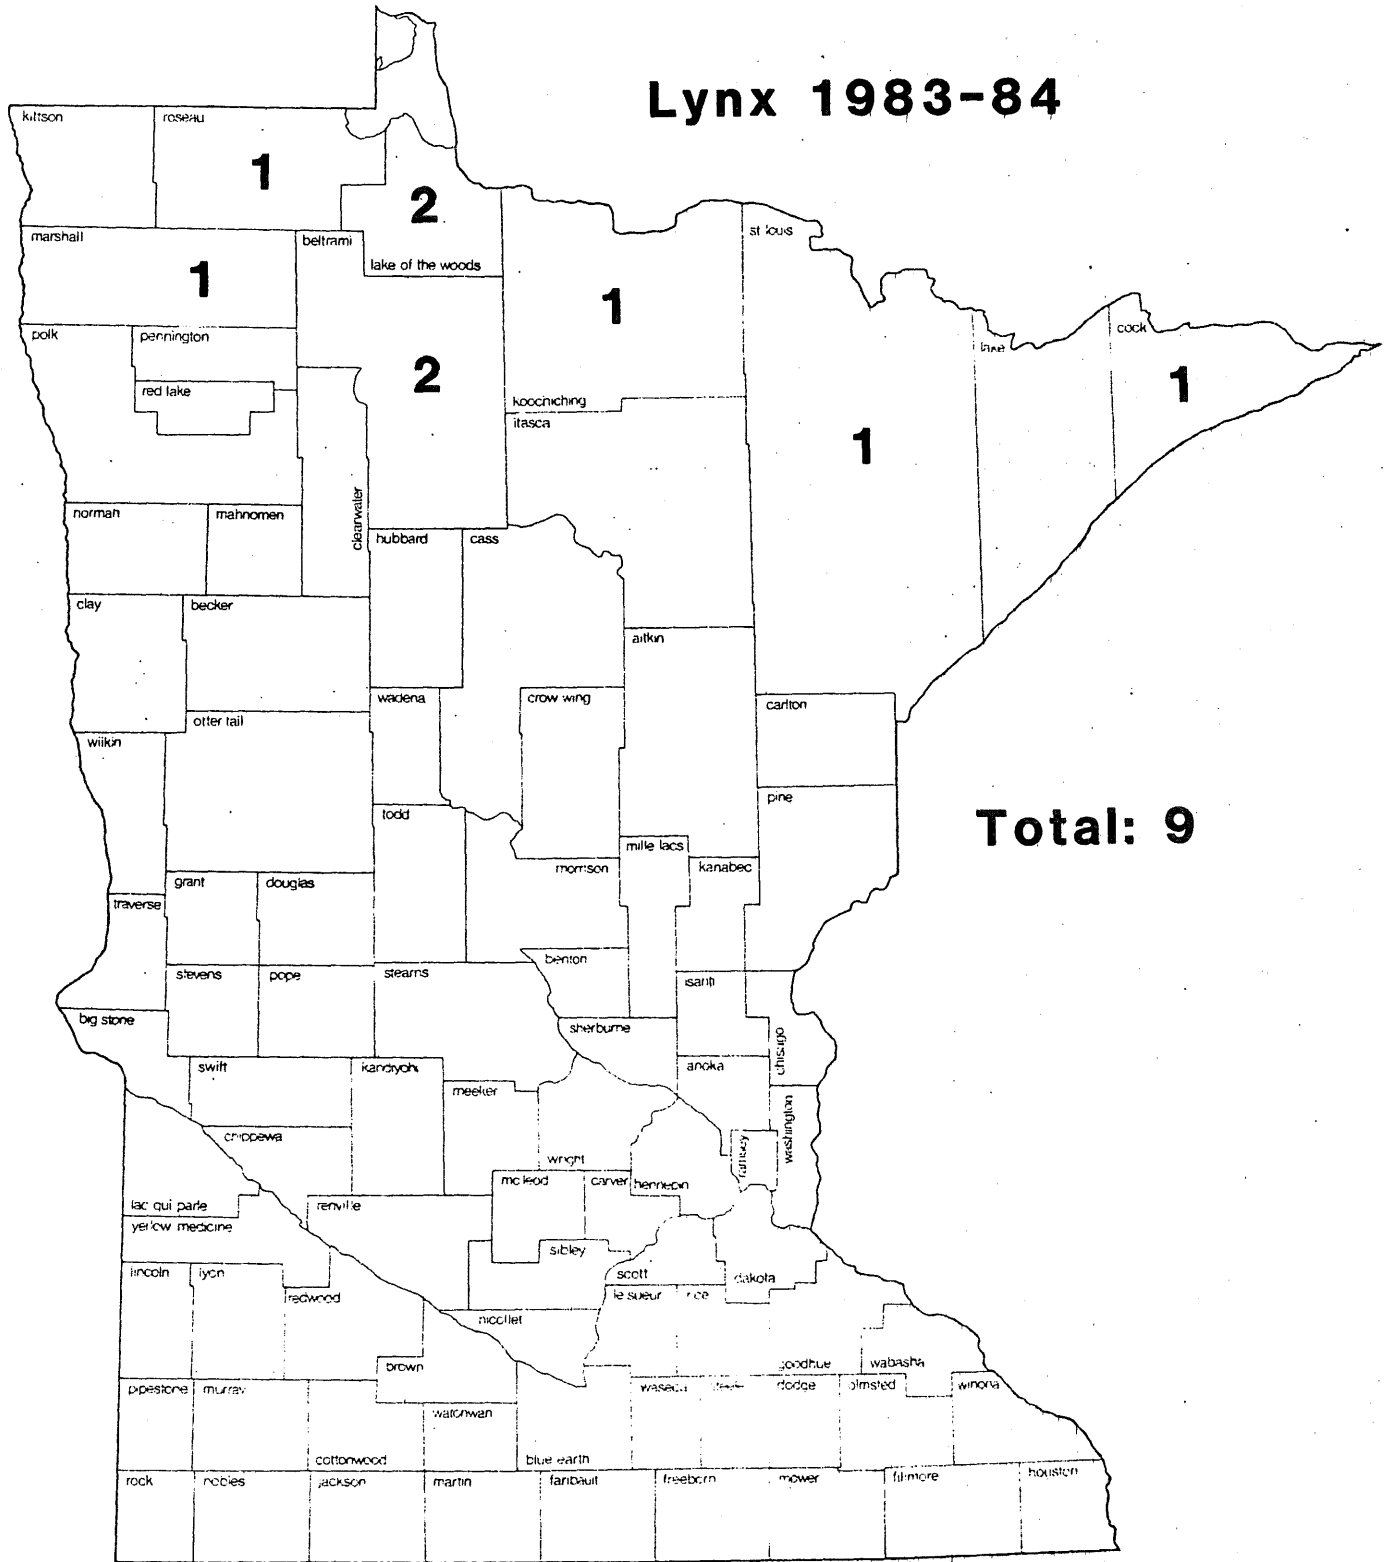 Lynx 1983-84
kittson
roseau
1
2
marshall
beltrami
lake of the woods
st louis
1
1
cook
polk
pennington
lake
red lake
2
1
koochiching
itasca
1
norman
mahnomen
clearwater
hubbard
cass
clay
becker
aitkin
wadena
crow wing
carlton
otter tail
wilkin
pine
todd
Total: 9
mille lacs
morrison
kanabec
grant
douglas
traverse
benton
stevens
pope
stearns
isanti
big stone
sherburne
chisago
swift
kandiyohi
anoka
meeker
washington
chippewa
ramsey
wright
mc leod
carver
hennepin
lac qui parle
renville
yellow medicine
sibley
lincoln
lyon
scott
dakota
redwood
le sueur
rice
nicollet
brown
goodhue
wabasha
pipestone
murray
waseca
steele
dodge
olmsted
winona
watonwan
cottonwood
blue earth
rock
nobles
jackson
martin
faribault
freeborn
mower
fillmore
houston